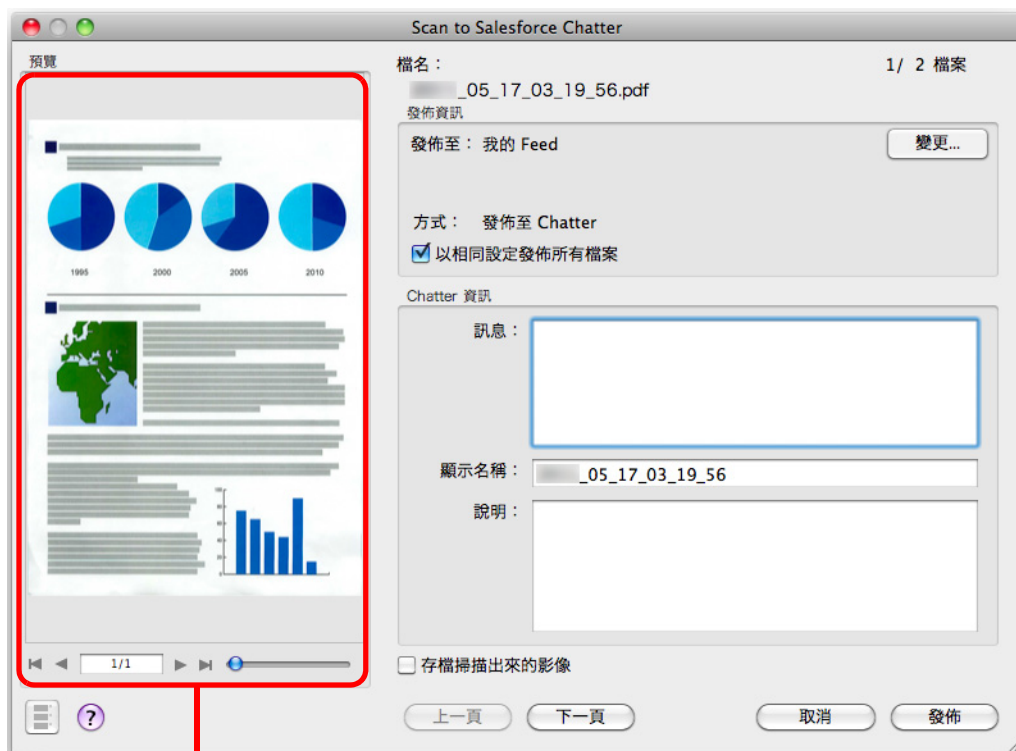 Scan to Salesforce Chatter
預覽
1995 2000 2005 2010
1/1
檔名：
1/ 2 檔案
_05_17_03_19_56.pdf
發佈資訊
發佈至： 我的 Feed
變更...
方式： 發佈至 Chatter
以相同設定發佈所有檔案
Chatter 資訊
訊息：
顯示名稱： _05_17_03_19_56
說明：
存檔掃描出來的影像
?
上一頁 下一頁 取消 發佈